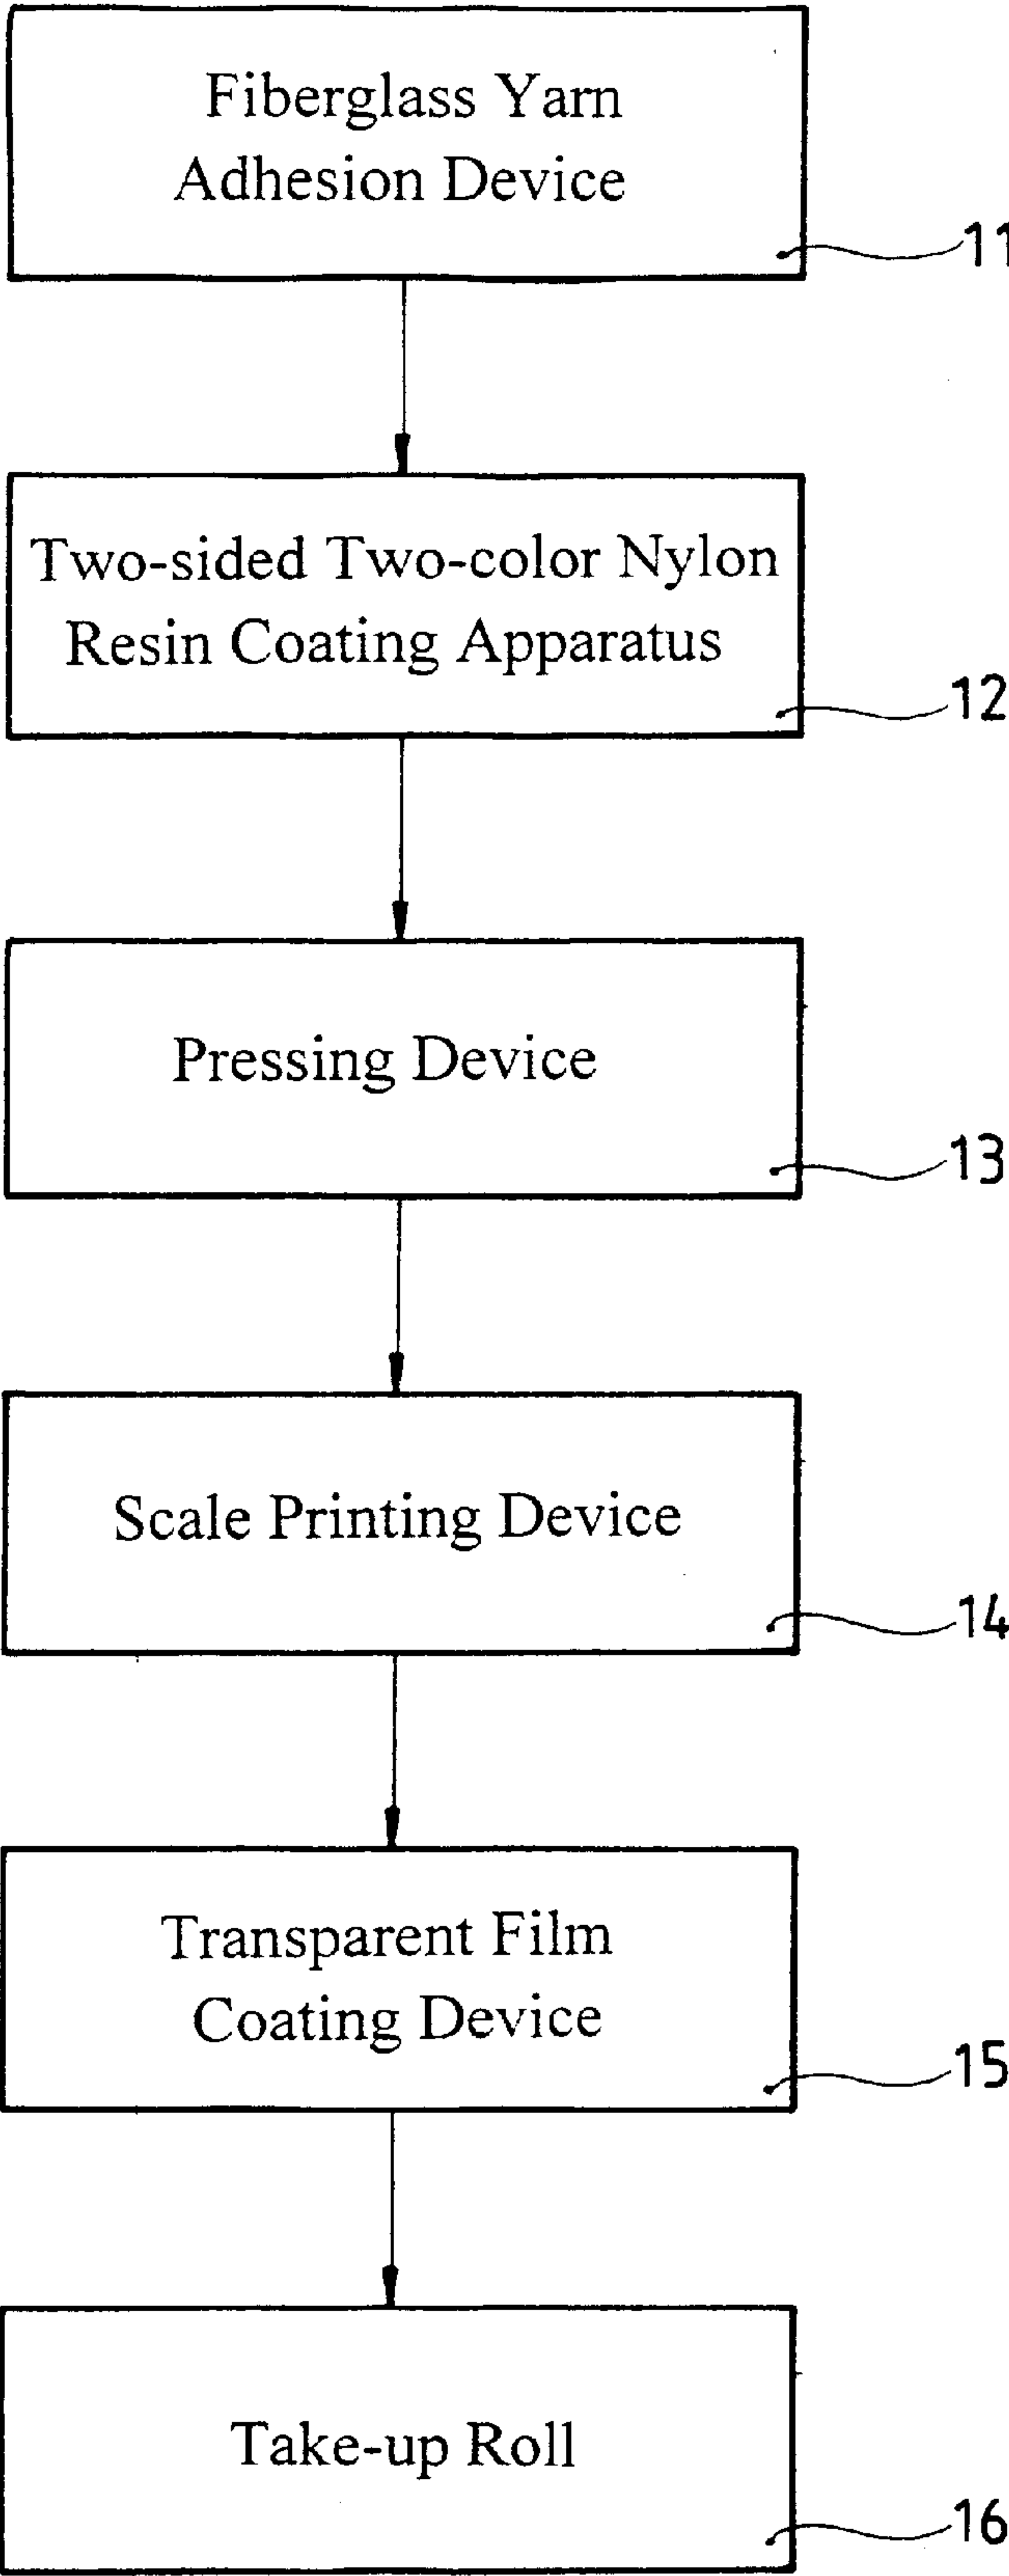 Fiberglass Yarn
Adhesion Device
11
Two-sided Two-color Nylon
Resin Coating Apparatus
12
Pressing Device
13
Scale Printing Device
14
Transparent Film
Coating Device
15
Take-up Roll
16